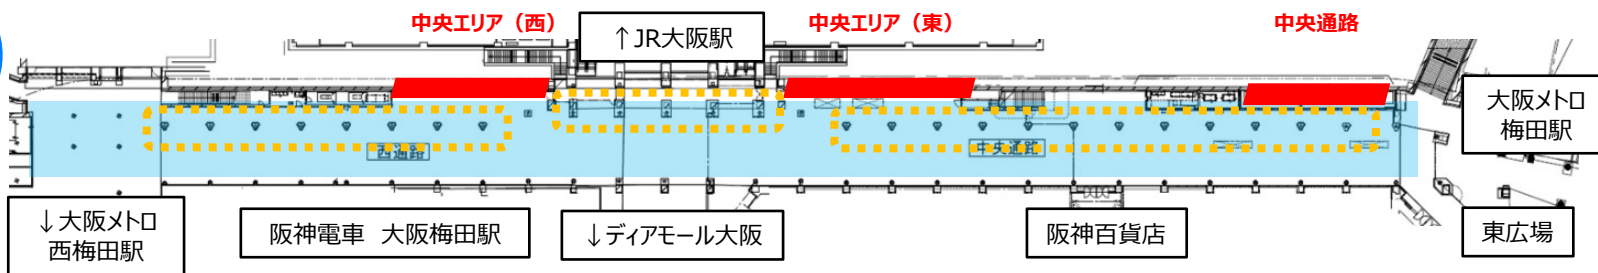 中央エリア（西）
↑JR大阪駅
中央エリア（東）
中央通路
大阪メトロ
梅田駅
西通路
中央通路
↓大阪メトロ
西梅田駅
阪神電車　大阪梅田駅
↓ディアモール大阪
阪神百貨店
東広場